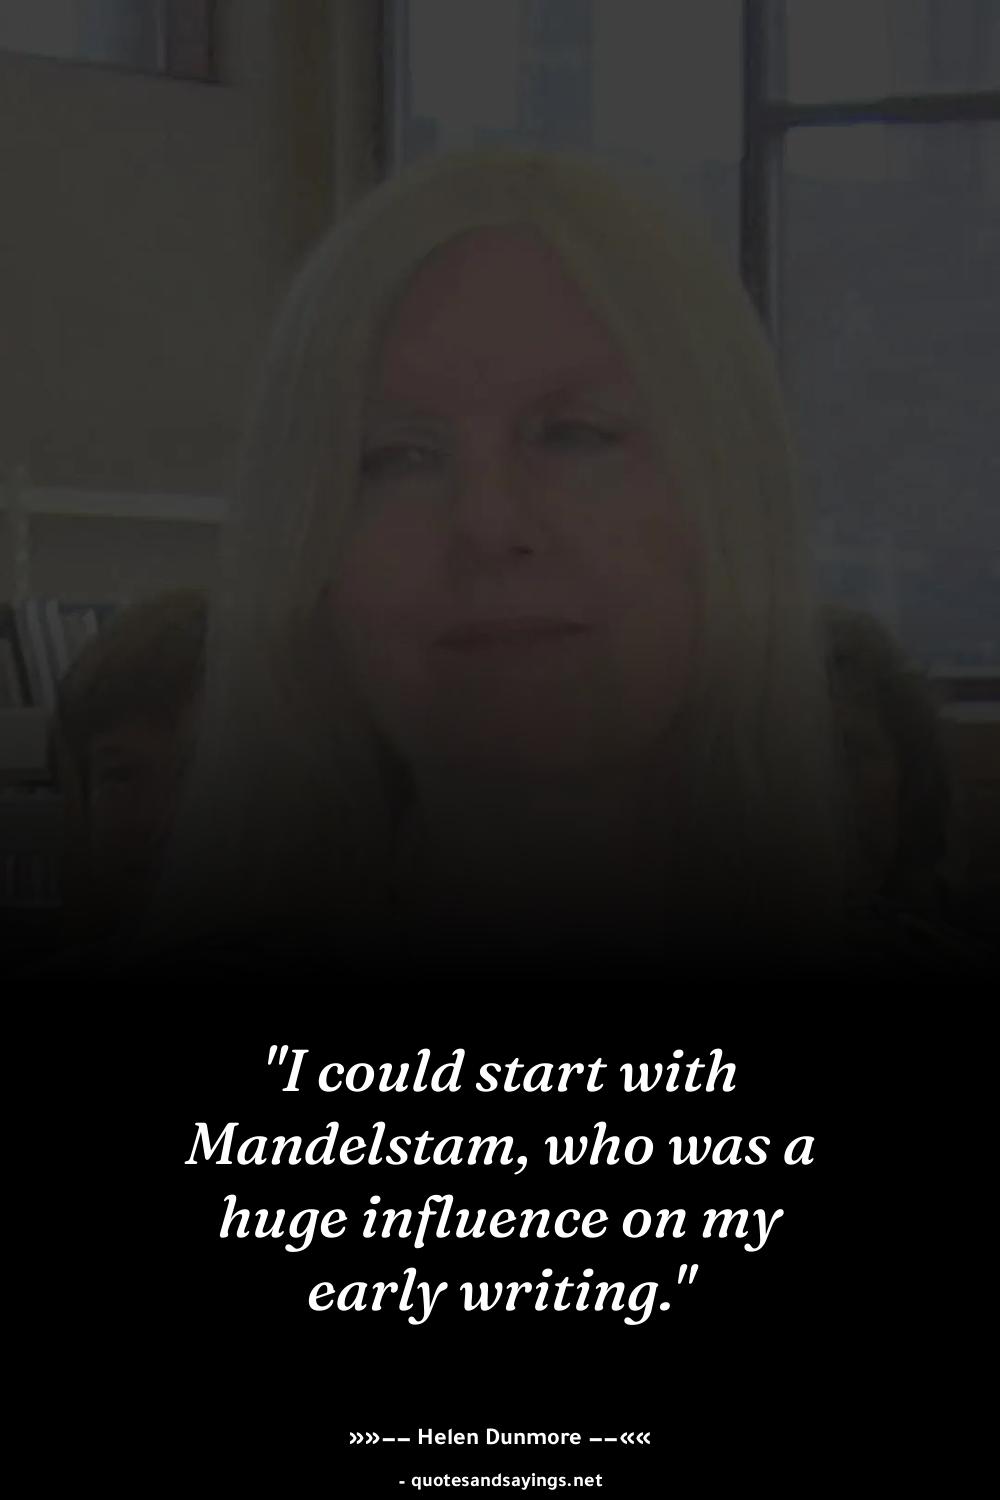 "I could start with
Mandelstam, who was a
huge influence on my
early writing."
»»–– Helen Dunmore ––««
- quotesandsayings.net